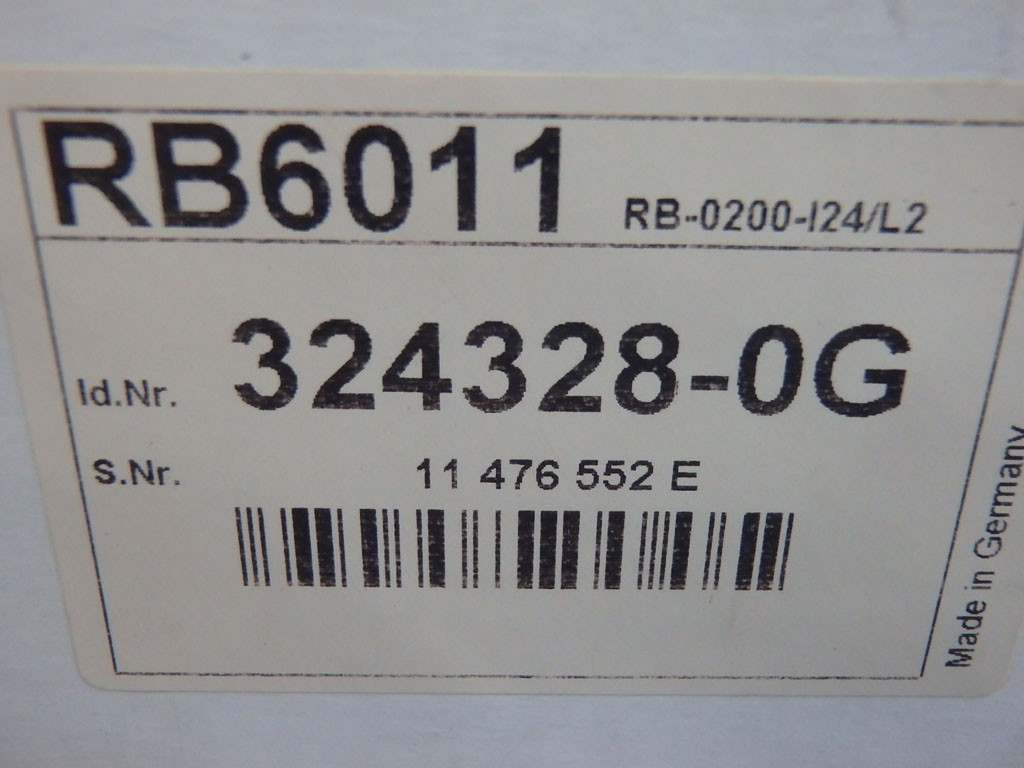 RB6011 RB-0200-I24/L2
Id.Nr. 324328-0G
S.Nr. 11 476 552 E
Made in Germany